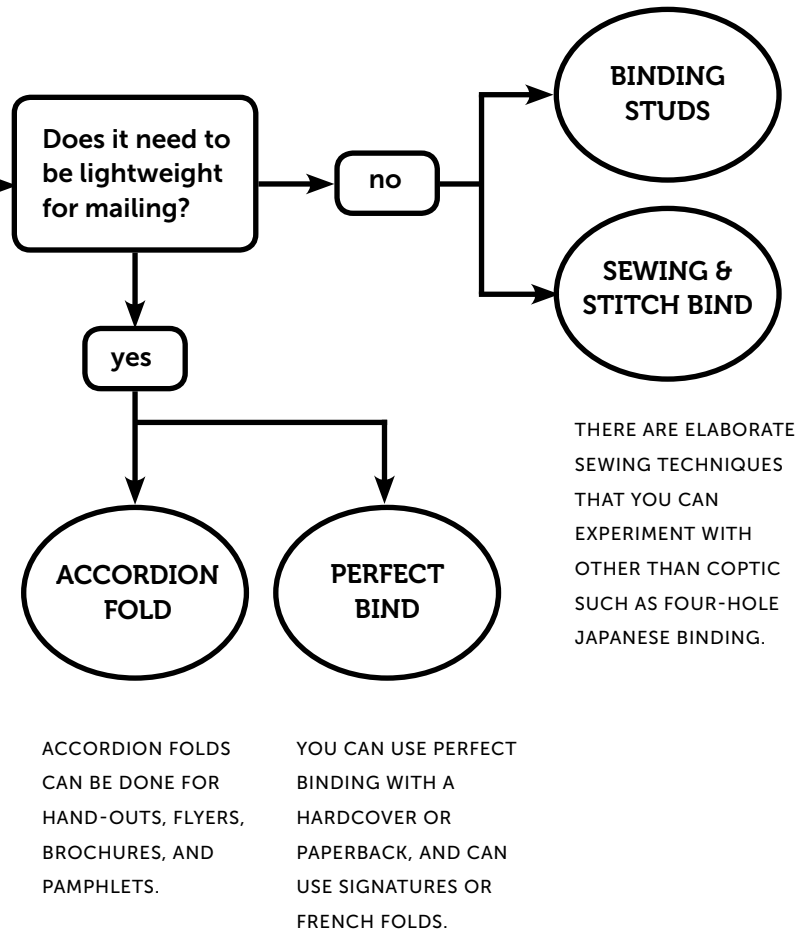 Does it need to
be lightweight
for mailing?
no
BINDING
STUDS
SEWING &
STITCH BIND
THERE ARE ELABORATE
SEWING TECHNIQUES
THAT YOU CAN
EXPERIMENT WITH
OTHER THAN COPTIC
SUCH AS FOUR-HOLE
JAPANESE BINDING.
yes
ACCORDION
FOLD
PERFECT
BIND
ACCORDION FOLDS
CAN BE DONE FOR
HAND-OUTS, FLYERS,
BROCHURES, AND
PAMPHLETS.
YOU CAN USE PERFECT
BINDING WITH A
HARDCOVER OR
PAPERBACK, AND CAN
USE SIGNATURES OR
FRENCH FOLDS.